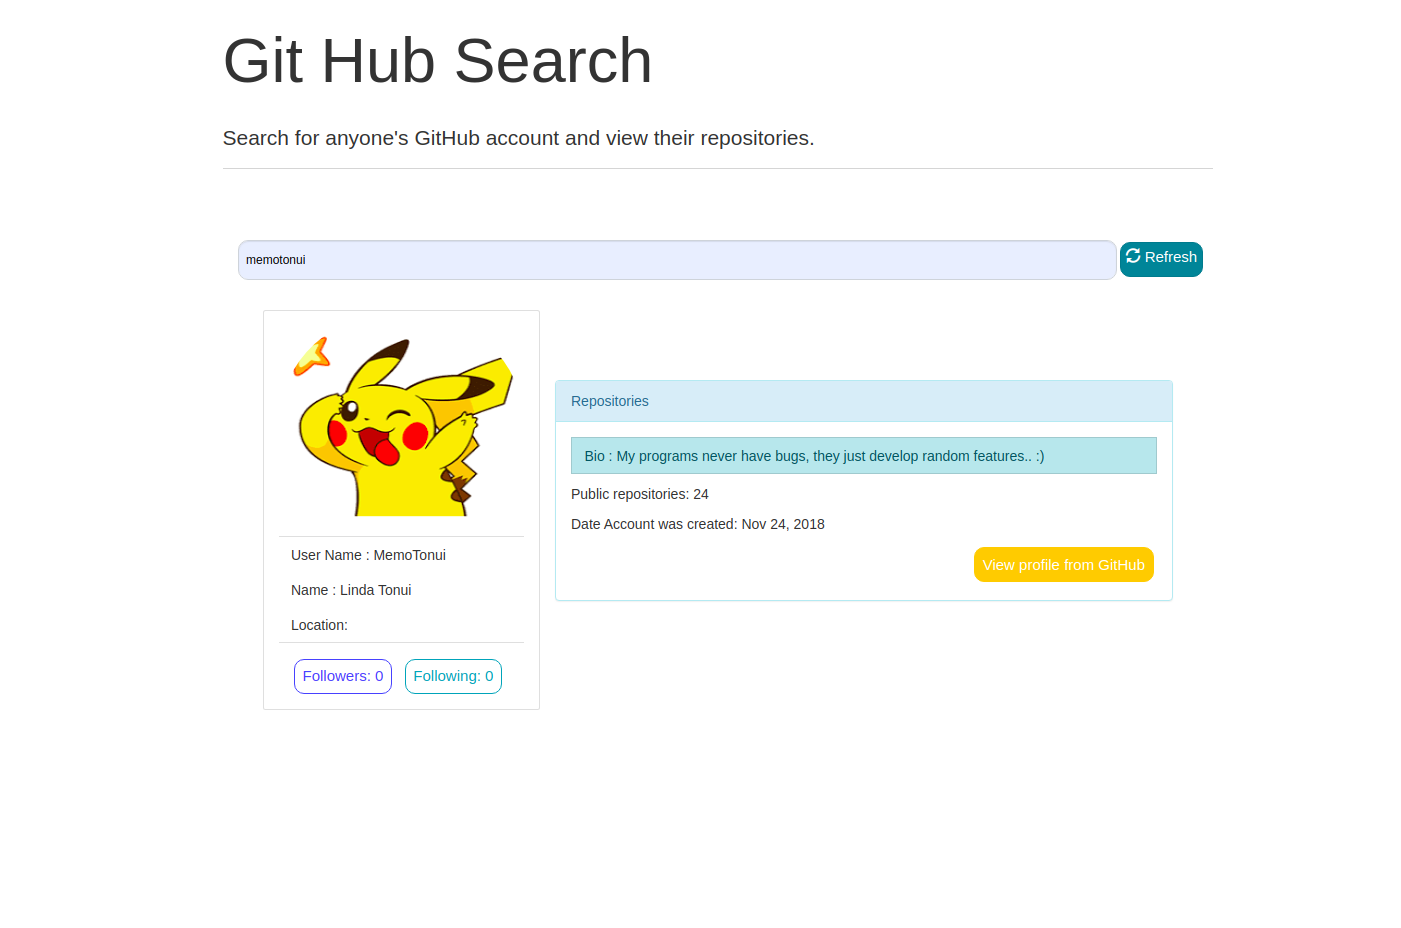 Git Hub Search
Search for anyone's GitHub account and view their repositories.
memotonui
Refresh
User Name : MemoTonui
Name : Linda Tonui
Location:
Followers: 0
Following: 0
Repositories
Bio : My programs never have bugs, they just develop random features.. :)
Public repositories: 24
Date Account was created: Nov 24, 2018
View profile from GitHub